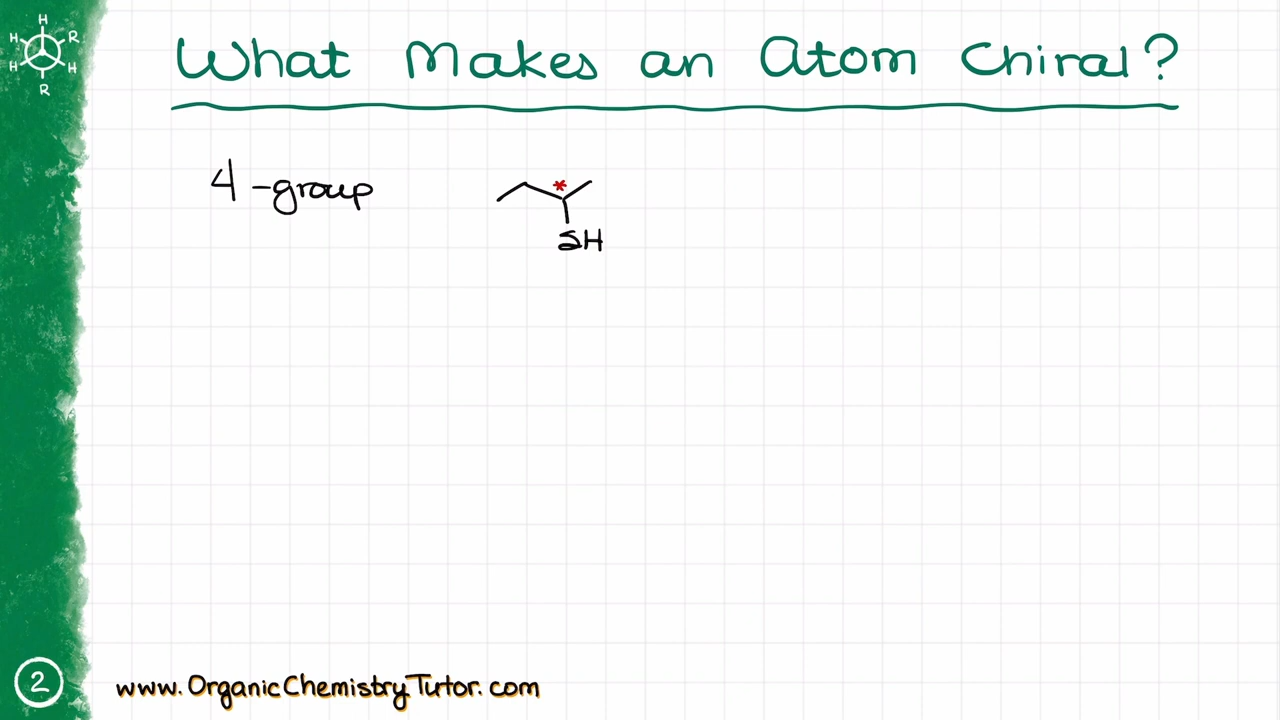 H
H R
H H
R
What Makes an Atom Chiral?
4-group
*
SH
2
www.OrganicChemistryTutor.com